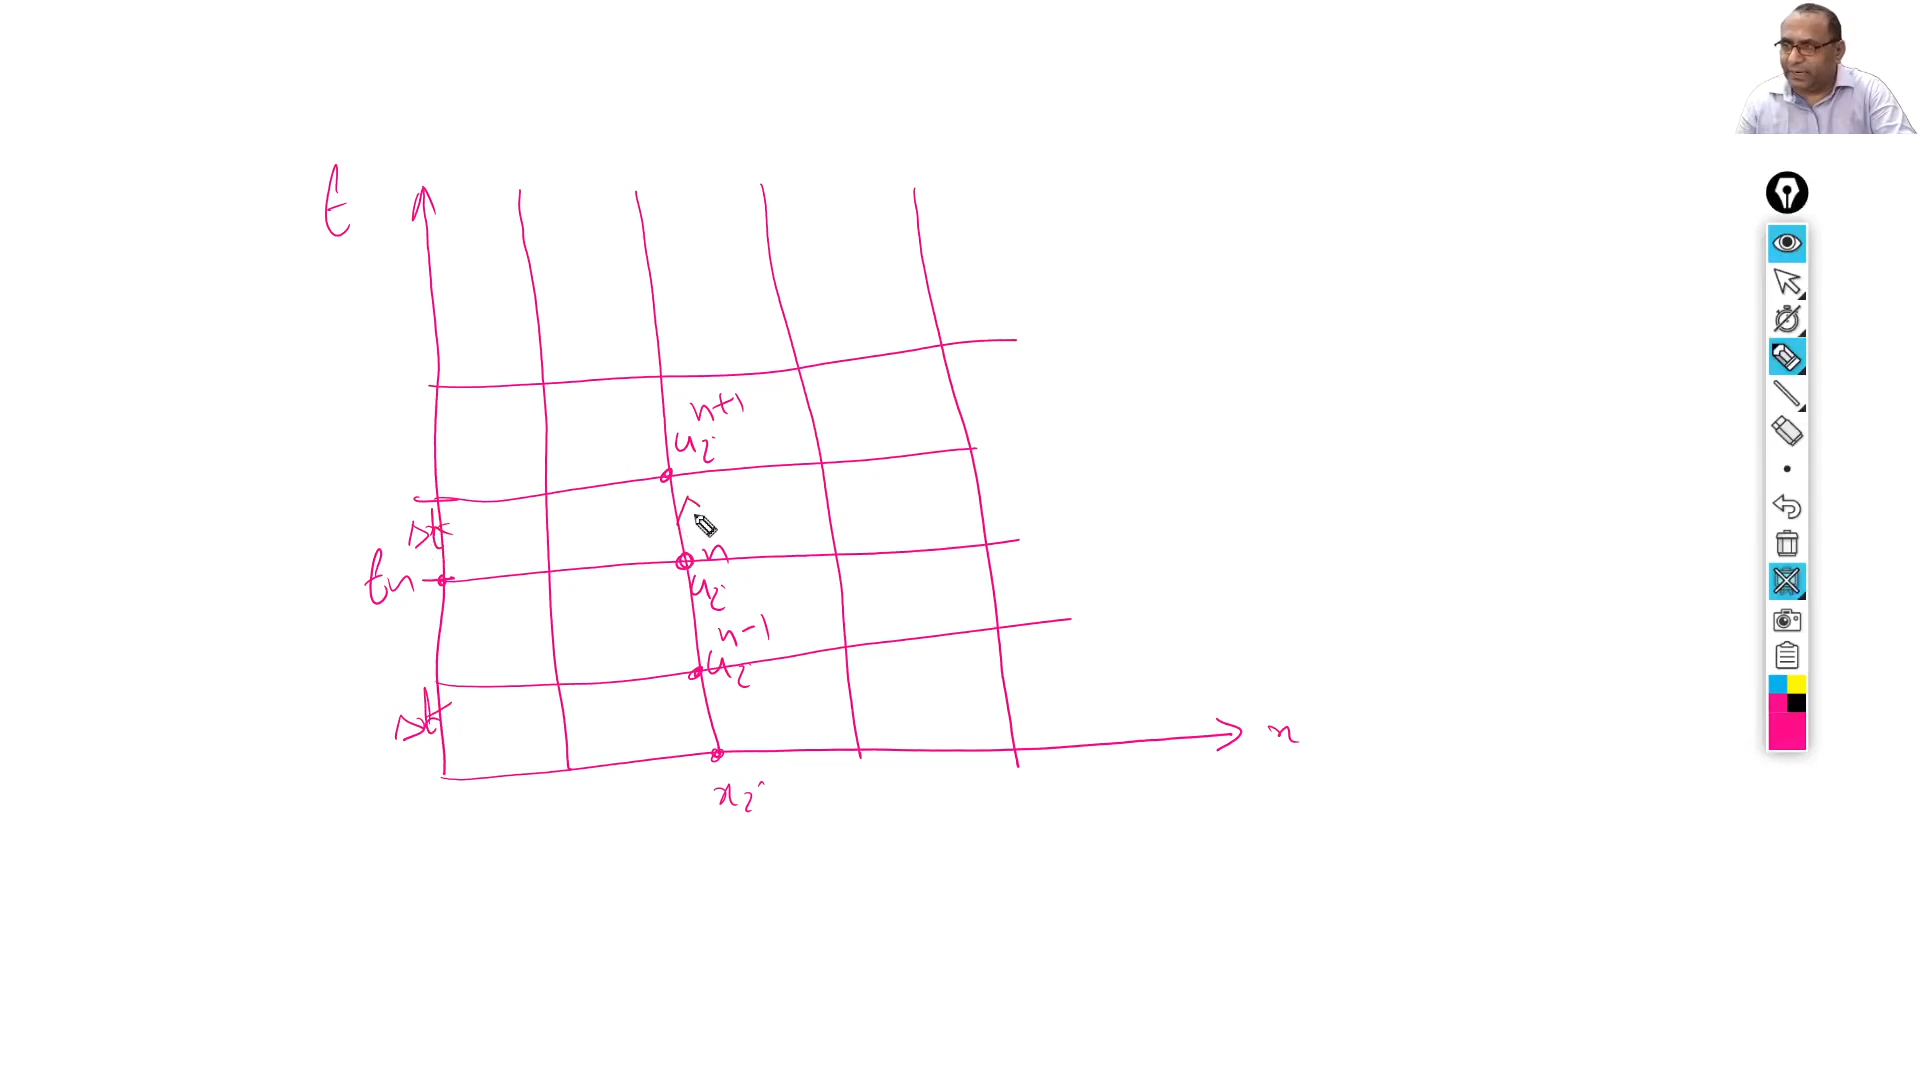 t
n+1
u_i
Δt
t_n
n
u_i
n-1
u_i
Δt
x
x_i